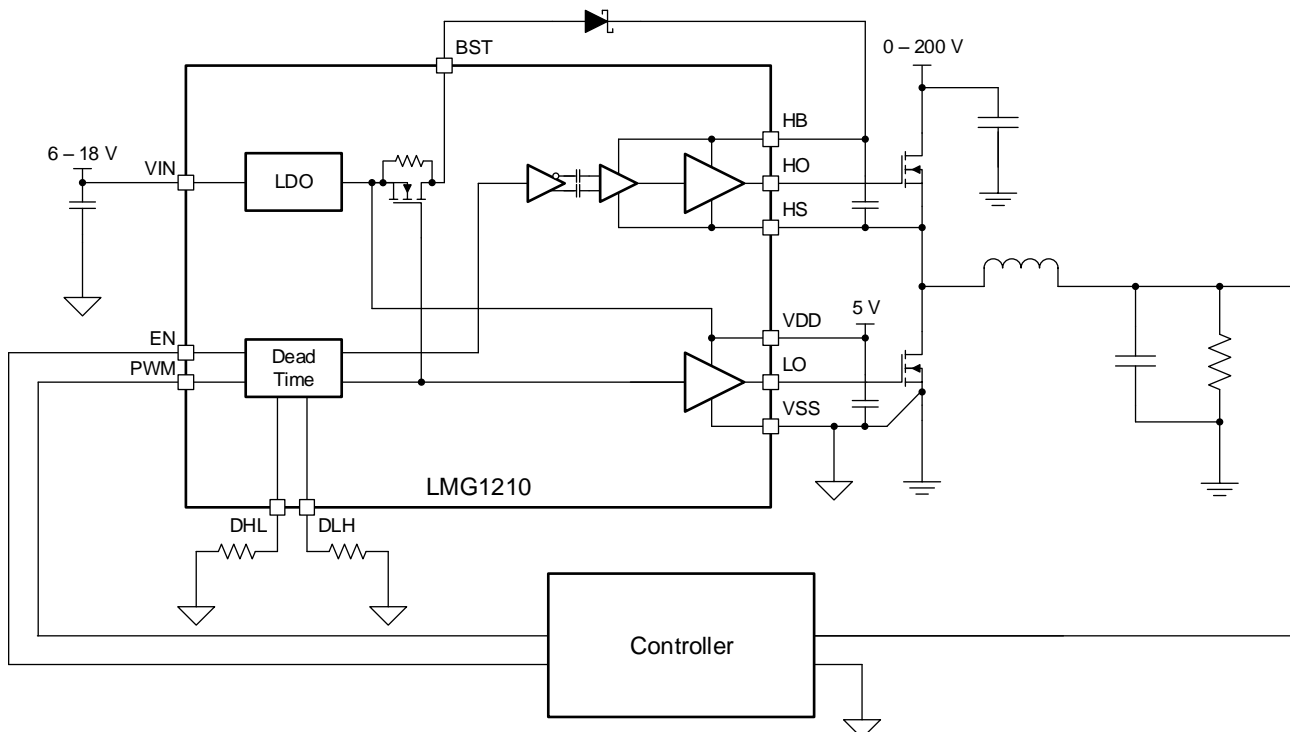 BST
0 – 200 V
HB
6 – 18 V
VIN
LDO
HO
HS
5 V
EN
VDD
PWM
Dead
Time
LO
VSS
LMG1210
DHL
DLH
Controller